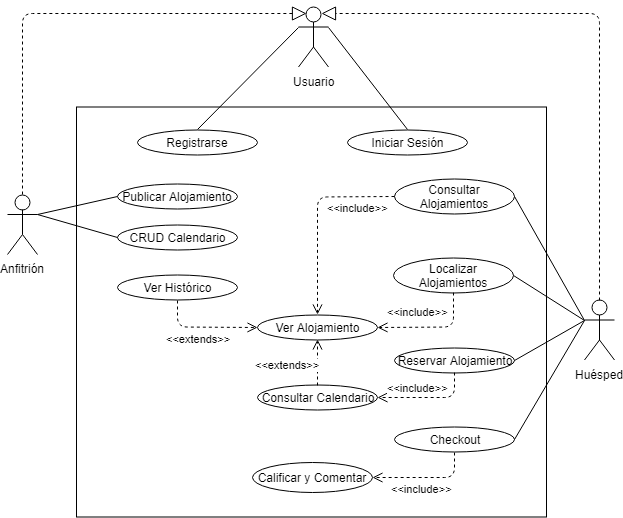 Usuario
Registrarse
Iniciar Sesión
Publicar Alojamiento
Consultar
Alojamientos
<<include>>
CRUD Calendario
Anfitrión
Localizar
Alojamientos
Ver Histórico
<<include>>
Ver Alojamiento
<<extends>>
Reservar Alojamiento
<<extends>>
Huésped
<<include>>
Consultar Calendario
Checkout
Calificar y Comentar
<<include>>